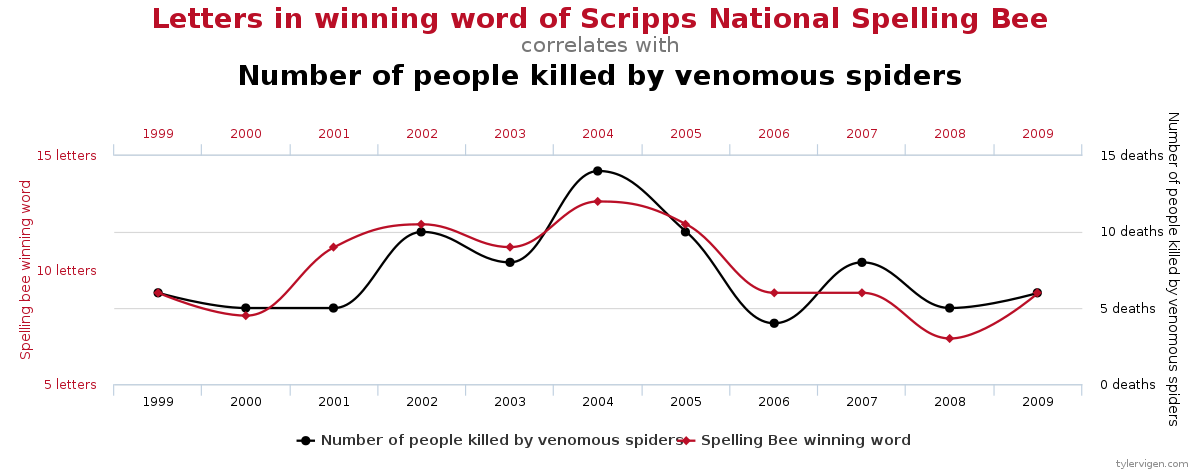 Letters in winning word of Scripps National Spelling Bee
correlates with
Number of people killed by venomous spiders
1999 2000 2001 2002 2003 2004 2005 2006 2007 2008 2009
15 letters
10 letters
5 letters
Spelling bee winning word
15 deaths
10 deaths
5 deaths
0 deaths
Number of people killed by venomous spiders
1999 2000 2001 2002 2003 2004 2005 2006 2007 2008 2009
Number of people killed by venomous spiders
Spelling Bee winning word
tylervigen.com